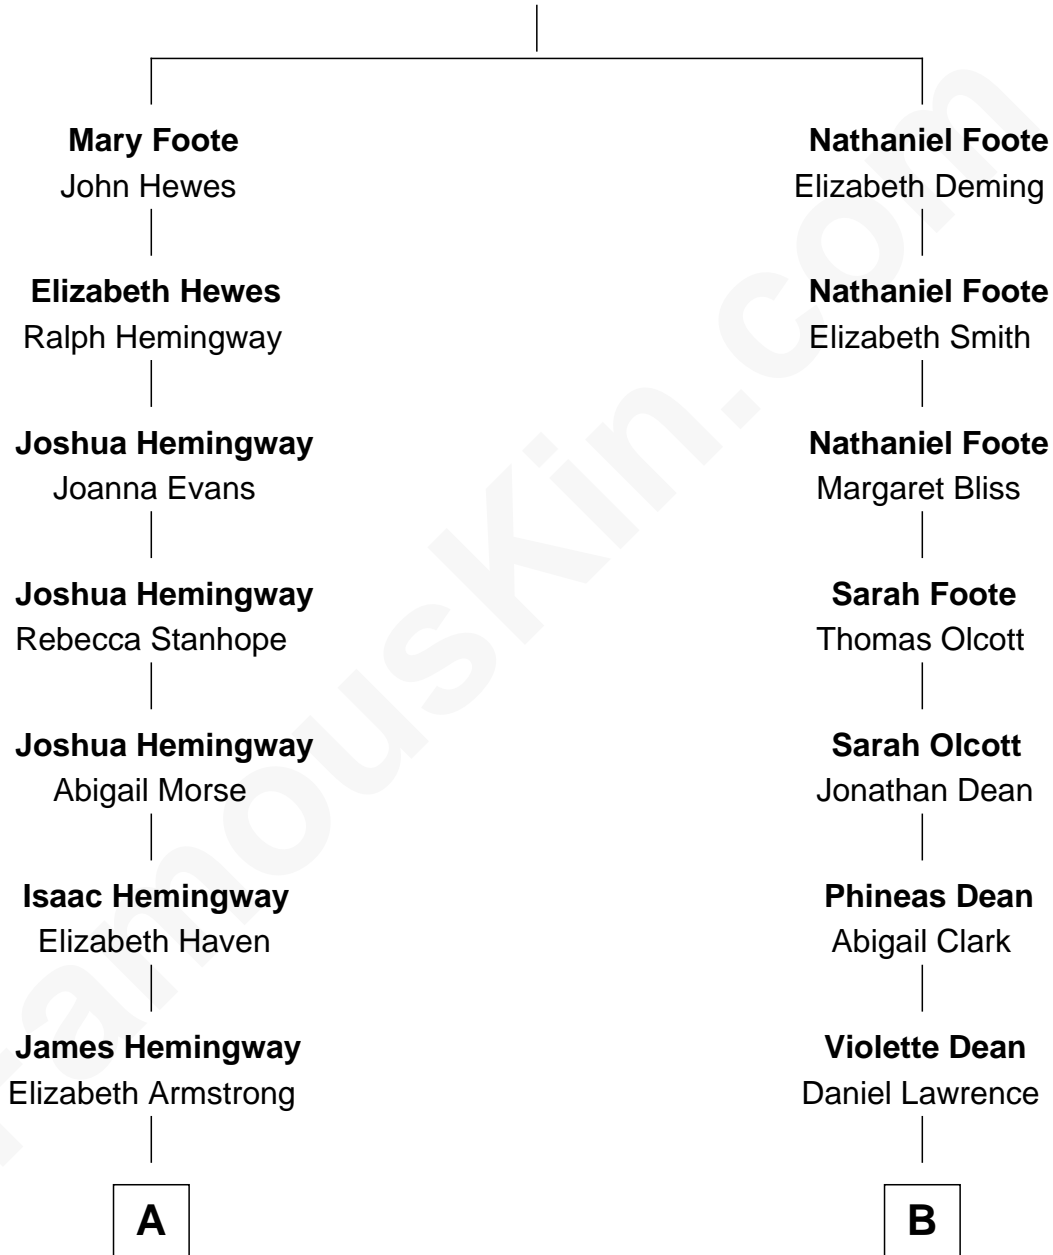 Mary Foote
John Hewes
Elizabeth Hewes
Ralph Hemingway
Joshua Hemingway
Joanna Evans
Joshua Hemingway
Rebecca Stanhope
Joshua Hemingway
Abigail Morse
Isaac Hemingway
Elizabeth Haven
James Hemingway
Elizabeth Armstrong
A
Nathaniel Foote
Elizabeth Deming
Nathaniel Foote
Elizabeth Smith
Nathaniel Foote
Margaret Bliss
Sarah Foote
Thomas Olcott
Sarah Olcott
Jonathan Dean
Phineas Dean
Abigail Clark
Violette Dean
Daniel Lawrence
B
FamousKin.com